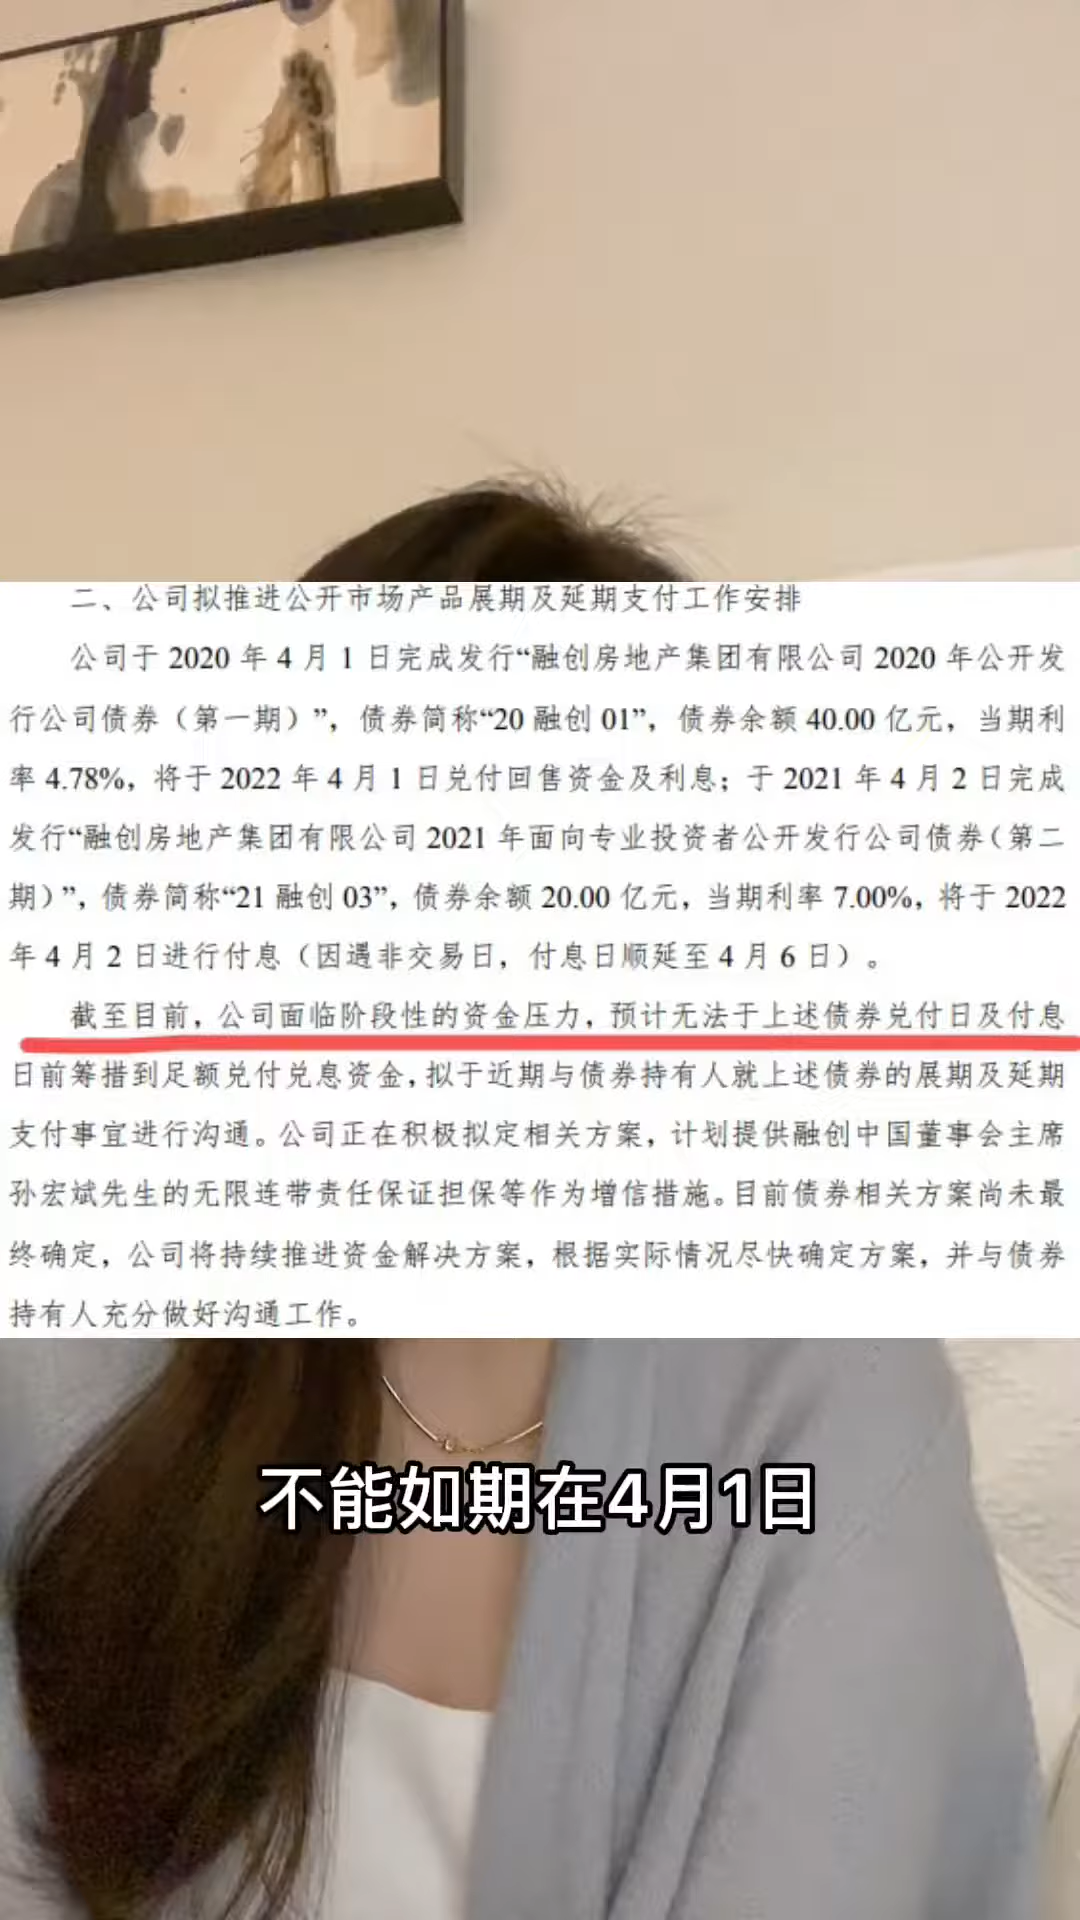 二、公司拟推进公开市场产品展期及延期支付工作安排
公司于 2020 年 4 月 1 日完成发行“融创房地产集团有限公司 2020 年公开发
行公司债券（第一期）”，债券简称“20 融创 01”，债券余额 40.00 亿元，当期利
率 4.78%，将于 2022 年 4 月 1 日兑付回售资金及利息；于 2021 年 4 月 2 日完成
发行“融创房地产集团有限公司 2021 年面向专业投资者公开发行公司债券（第二
期）”，债券简称“21 融创 03”，债券余额 20.00 亿元，当期利率 7.00%，将于 2022
年 4 月 2 日进行付息（因遇非交易日，付息日顺延至 4 月 6 日）。
截至目前，公司面临阶段性的资金压力，预计无法于上述债券兑付日及付息
日前筹措到足额兑付兑息资金，拟于近期与债券持有人就上述债券的展期及延期
支付事宜进行沟通。公司正在积极拟定相关方案，计划提供融创中国董事会主席
孙宏斌先生的无限连带责任保证担保等作为增信措施。目前债券相关方案尚未最
终确定，公司将持续推进资金解决方案，根据实际情况尽快确定方案，并与债券
持有人充分做好沟通工作。
不能如期在4月1日